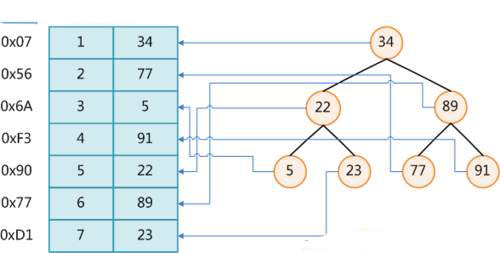 0x07 1 34
0x56 2 77
0x6A 3 5
0xF3 4 91
0x90 5 22
0x77 6 89
0xD1 7 23
34
22 89
5 23 77 91